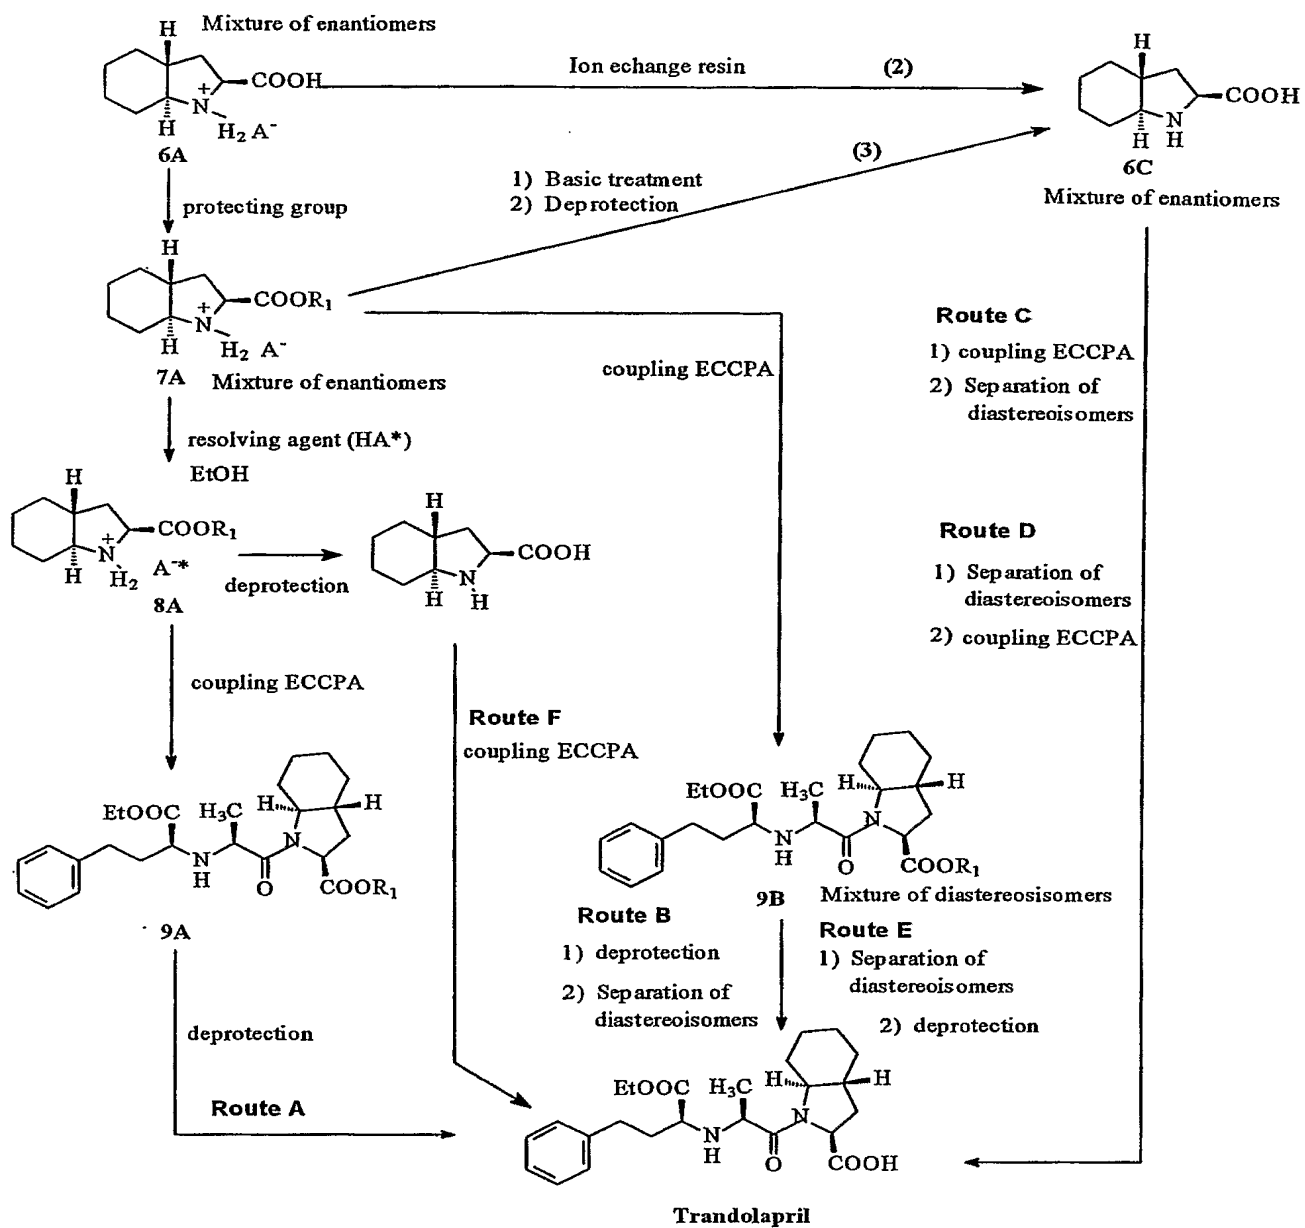 Mixture of enantiomers
H
COOH
+
N
H
H2 A-
6A
Ion echange resin
(2)
H
COOH
N
H
H
6C
Mixture of enantiomers
(3)
1) Basic treatment
2) Deprotection
protecting group
H
COOR1
+
N
H
H2 A-
7A
Mixture of enantiomers
resolving agent (HA*)
EtOH
coupling ECCPA
Route C
1) coupling ECCPA
2) Separation of
diastereoisomers
H
COOR1
+
N
H
H2
A-*
8A
deprotection
H
COOH
N
H
H
Route D
1) Separation of
diastereoisomers
2) coupling ECCPA
coupling ECCPA
Route F
coupling ECCPA
EtOOC
H3C
H
H
N
N
H
O
COOR1
9A
EtOOC
H3C
H
H
N
N
H
O
COOR1
9B
Mixture of diastereosisomers
Route B
1) deprotection
2) Separation of
diastereoisomers
Route E
1) Separation of
diastereoisomers
2) deprotection
deprotection
Route A
EtOOC
H3C
H
H
N
N
H
O
COOH
Trandolapril